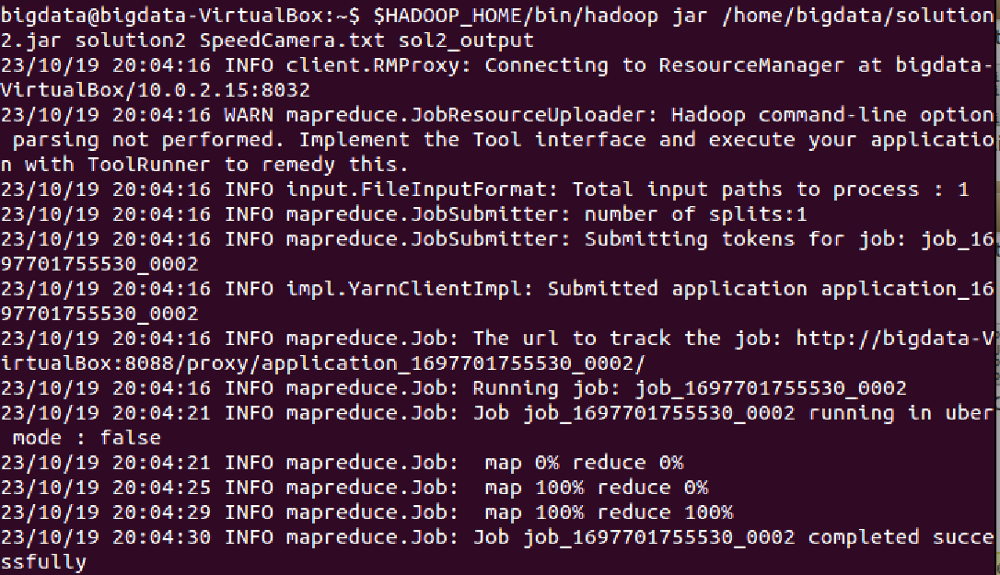 bigdata@bigdata-VirtualBox:~$ $HADOOP_HOME/bin/hadoop jar /home/bigdata/solution
2.jar solution2 SpeedCamera.txt sol2_output
23/10/19 20:04:16 INFO client.RMProxy: Connecting to ResourceManager at bigdata-
VirtualBox/10.0.2.15:8032
23/10/19 20:04:16 WARN mapreduce.JobResourceUploader: Hadoop command-line option
 parsing not performed. Implement the Tool interface and execute your applicatio
n with ToolRunner to remedy this.
23/10/19 20:04:16 INFO input.FileInputFormat: Total input paths to process : 1
23/10/19 20:04:16 INFO mapreduce.JobSubmitter: number of splits:1
23/10/19 20:04:16 INFO mapreduce.JobSubmitter: Submitting tokens for job: job_16
97701755530_0002
23/10/19 20:04:16 INFO impl.YarnClientImpl: Submitted application application_16
97701755530_0002
23/10/19 20:04:16 INFO mapreduce.Job: The url to track the job: http://bigdata-V
irtualBox:8088/proxy/application_1697701755530_0002/
23/10/19 20:04:16 INFO mapreduce.Job: Running job: job_1697701755530_0002
23/10/19 20:04:21 INFO mapreduce.Job: Job job_1697701755530_0002 running in uber
 mode : false
23/10/19 20:04:21 INFO mapreduce.Job:  map 0% reduce 0%
23/10/19 20:04:25 INFO mapreduce.Job:  map 100% reduce 0%
23/10/19 20:04:29 INFO mapreduce.Job:  map 100% reduce 100%
23/10/19 20:04:30 INFO mapreduce.Job: Job job_1697701755530_0002 completed succe
ssfully